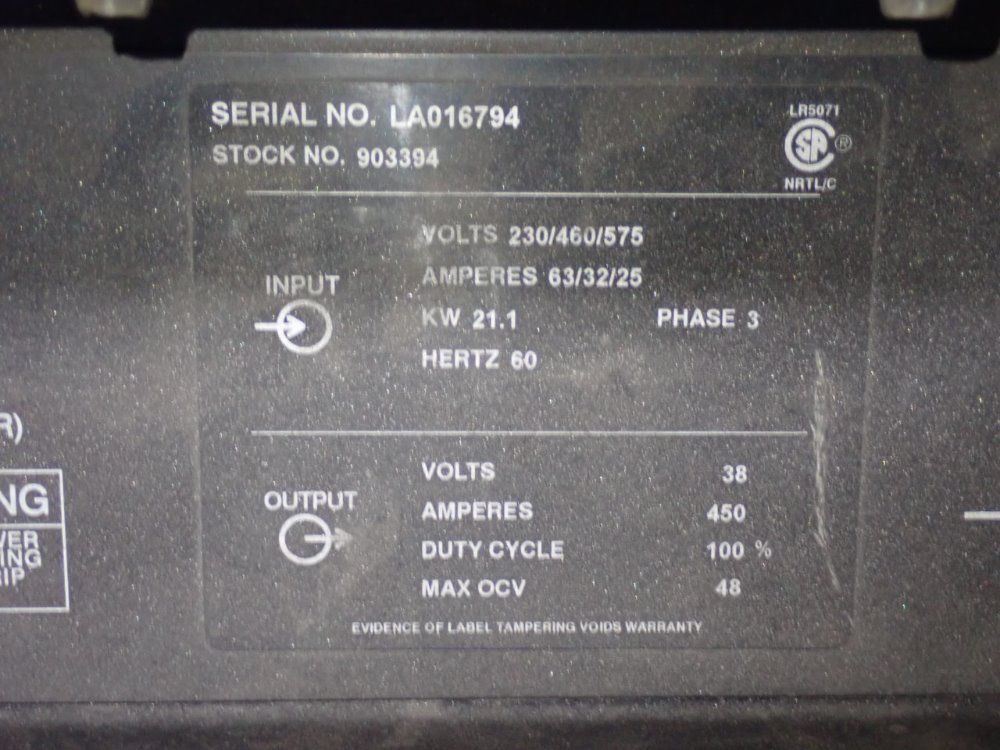 SERIAL NO. LA016794
STOCK NO. 903394
LR5071
SA ®
NRTL/C
INPUT
VOLTS 230/460/575
AMPERES 63/32/25
KW 21.1 PHASE 3
HERTZ 60
OUTPUT
VOLTS 38
AMPERES 450
DUTY CYCLE 100 %
MAX OCV 48
EVIDENCE OF LABEL TAMPERING VOIDS WARRANTY
R)
NG
VER
ING
IP